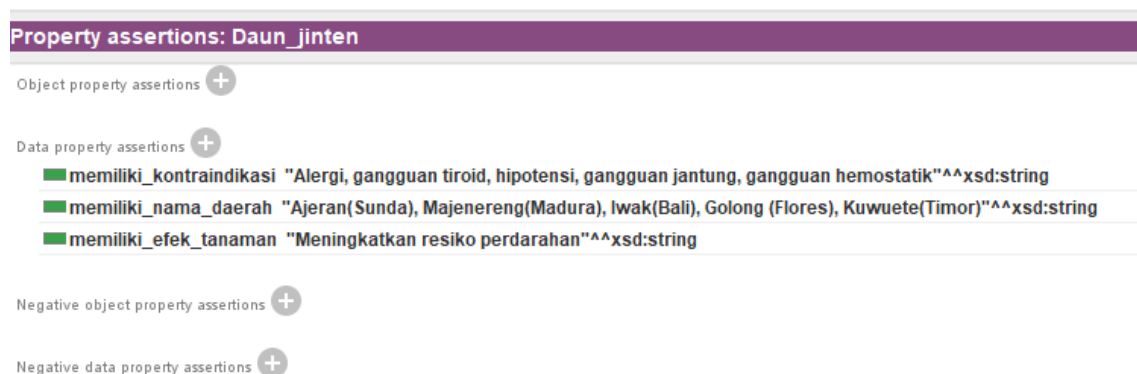 Property assertions: Daun_jinten
Object property assertions
Data property assertions
memiliki_kontraindikasi "Alergi, gangguan tiroid, hipotensi, gangguan jantung, gangguan hemostatik"^^xsd:string
memiliki_nama_daerah "Ajeran(Sunda), Majenereng(Madura), Iwak(Bali), Golong (Flores), Kuwuete(Timor)"^^xsd:string
memiliki_efek_tanaman "Meningkatkan resiko perdarahan"^^xsd:string
Negative object property assertions
Negative data property assertions